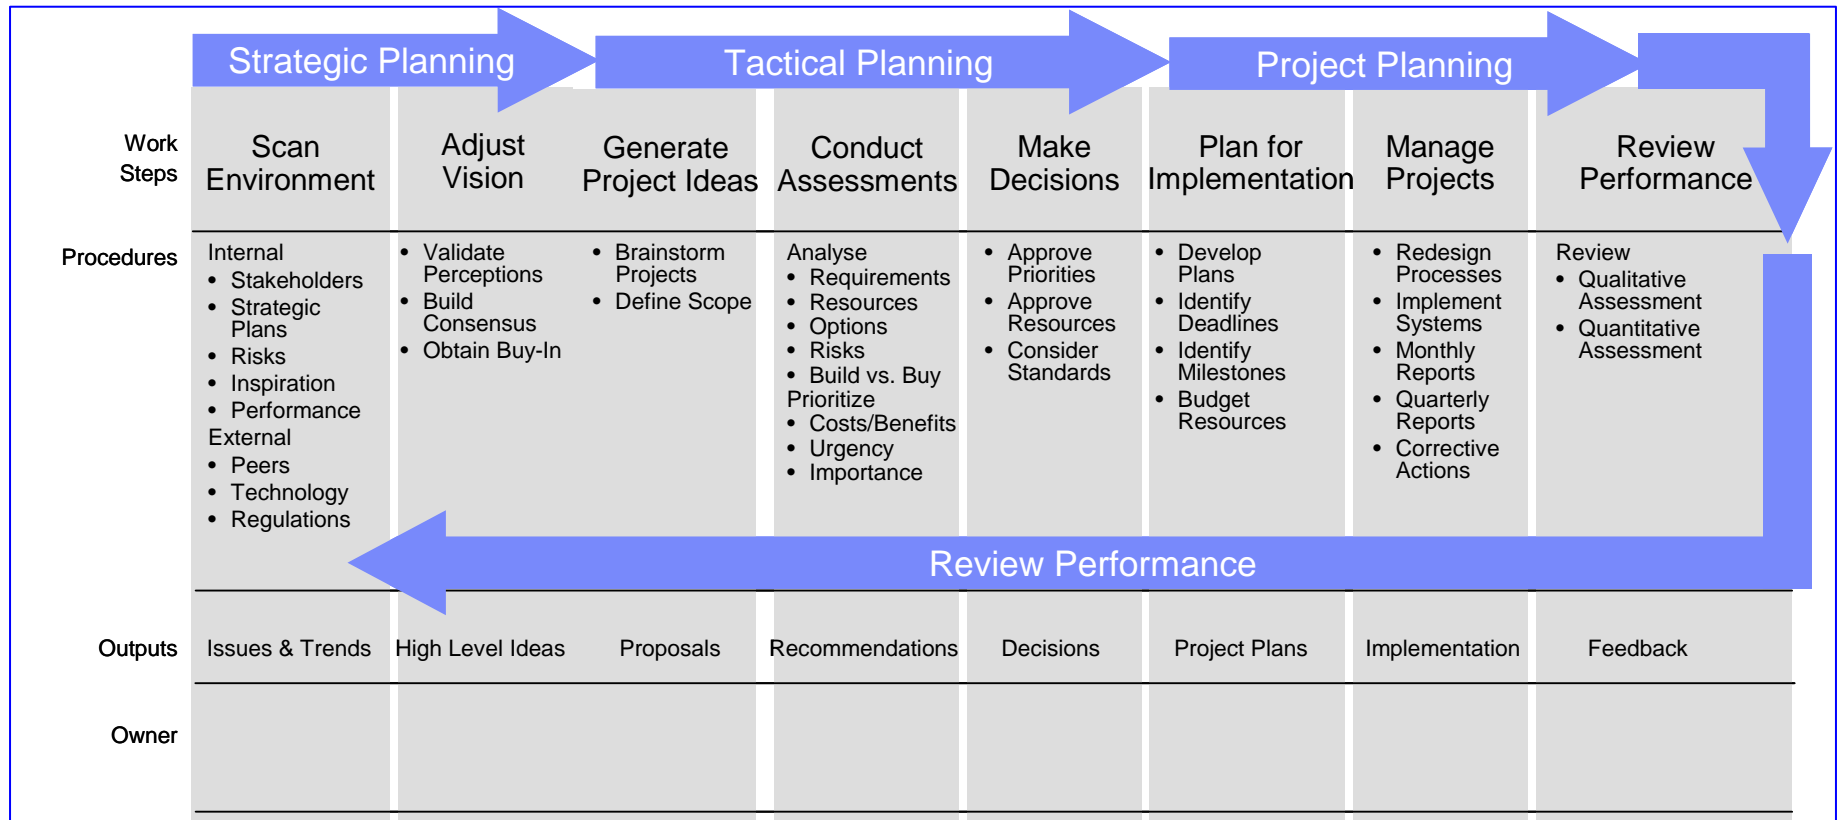 Strategic Planning
Tactical Planning
Project Planning
Work
Steps
Scan
Environment
Adjust
Vision
Generate
Project Ideas
Conduct
Assessments
Make
Decisions
Plan for
Implementation
Manage
Projects
Review
Performance
Procedures
Internal
• Stakeholders
• Strategic
Plans
• Risks
• Inspiration
• Performance
External
• Peers
• Technology
• Regulations
• Validate
Perceptions
• Build
Consensus
• Obtain Buy-In
• Brainstorm
Projects
• Define Scope
Analyse
• Requirements
• Resources
• Options
• Risks
• Build vs. Buy
Prioritize
• Costs/Benefits
• Urgency
• Importance
• Approve
Priorities
• Approve
Resources
• Consider
Standards
• Develop
Plans
• Identify
Deadlines
• Identify
Milestones
• Budget
Resources
• Redesign
Processes
• Implement
Systems
• Monthly
Reports
• Quarterly
Reports
• Corrective
Actions
Review
• Qualitative
Assessment
• Quantitative
Assessment
Review Performance
Outputs
Issues & Trends
High Level Ideas
Proposals
Recommendations
Decisions
Project Plans
Implementation
Feedback
Owner